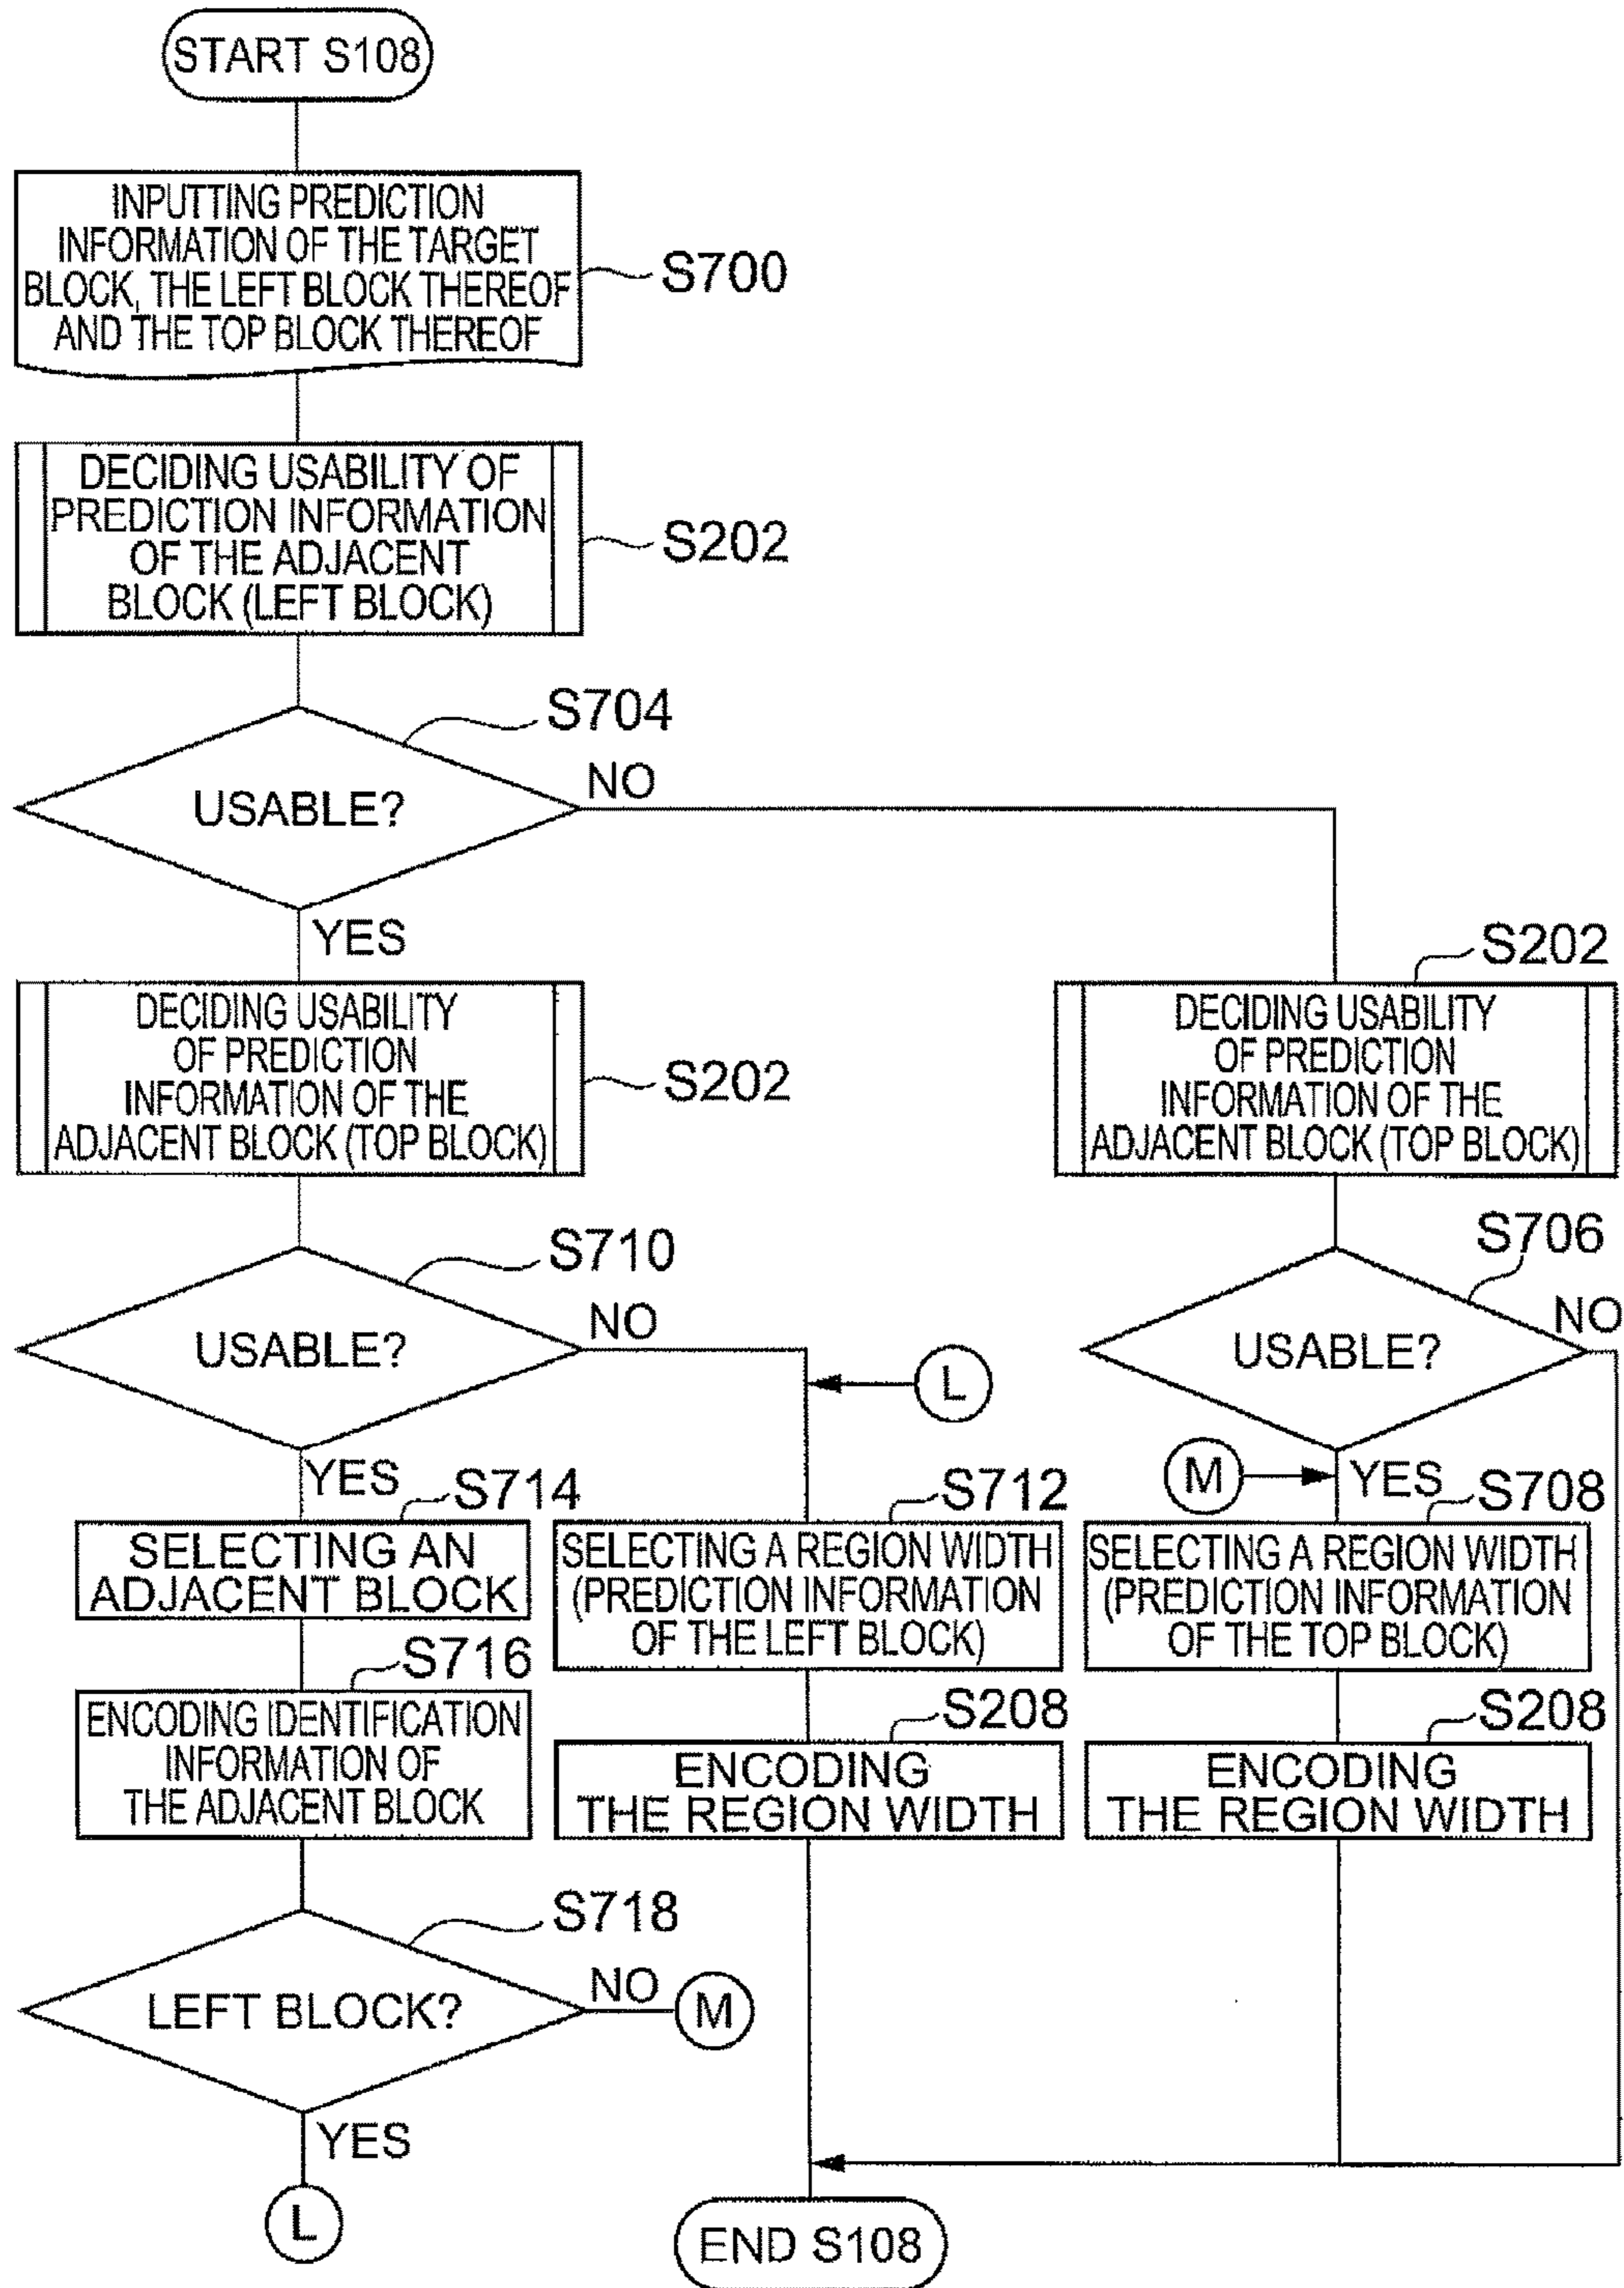 START S108
INPUTTING PREDICTION
INFORMATION OF THE TARGET
BLOCK, THE LEFT BLOCK THEREOF
AND THE TOP BLOCK THEREOF
S700
DECIDING USABILITY OF
PREDICTION INFORMATION
OF THE ADJACENT
BLOCK (LEFT BLOCK)
S202
S704
USABLE?
NO
YES
DECIDING USABILITY
OF PREDICTION
INFORMATION OF THE
ADJACENT BLOCK (TOP BLOCK)
S202
S202
DECIDING USABILITY
OF PREDICTION
INFORMATION OF THE
ADJACENT BLOCK (TOP BLOCK)
S710
USABLE?
NO
L
YES
S706
USABLE?
NO
M
YES
S714
SELECTING AN
ADJACENT BLOCK
S712
SELECTING A REGION WIDTH
(PREDICTION INFORMATION
OF THE LEFT BLOCK)
S708
SELECTING A REGION WIDTH
(PREDICTION INFORMATION
OF THE TOP BLOCK)
S716
ENCODING IDENTIFICATION
INFORMATION OF
THE ADJACENT BLOCK
S208
ENCODING
THE REGION WIDTH
S208
ENCODING
THE REGION WIDTH
S718
LEFT BLOCK?
NO
M
YES
L
END S108